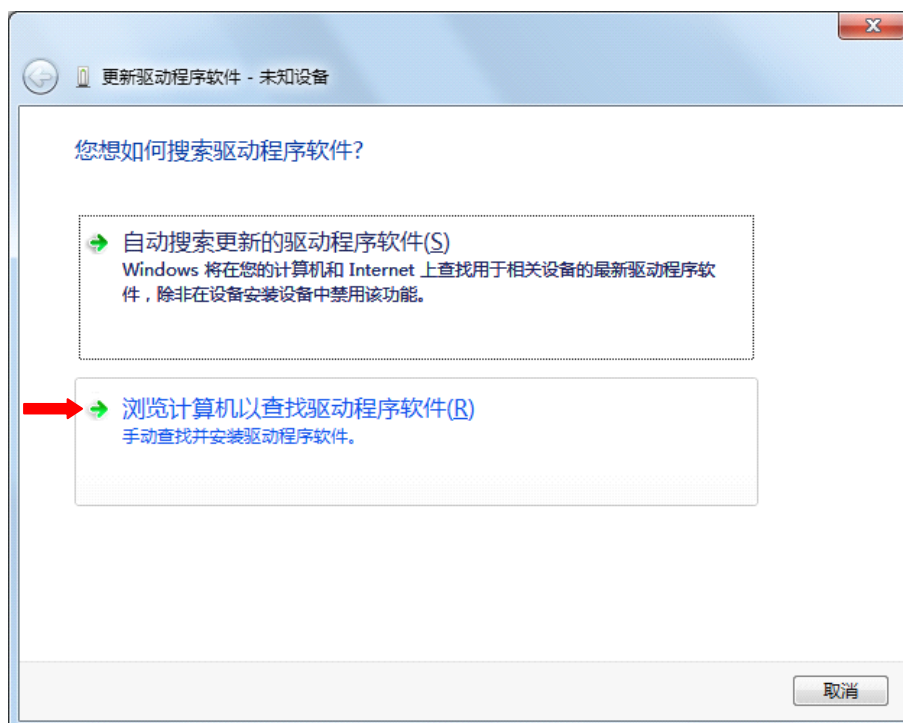 更新驱动程序软件 - 未知设备
您想如何搜索驱动程序软件?
自动搜索更新的驱动程序软件(S)
Windows 将在您的计算机和 Internet 上查找用于相关设备的最新驱动程序软
件，除非在设备安装设备中禁用该功能。
浏览计算机以查找驱动程序软件(R)
手动查找并安装驱动程序软件。
取消